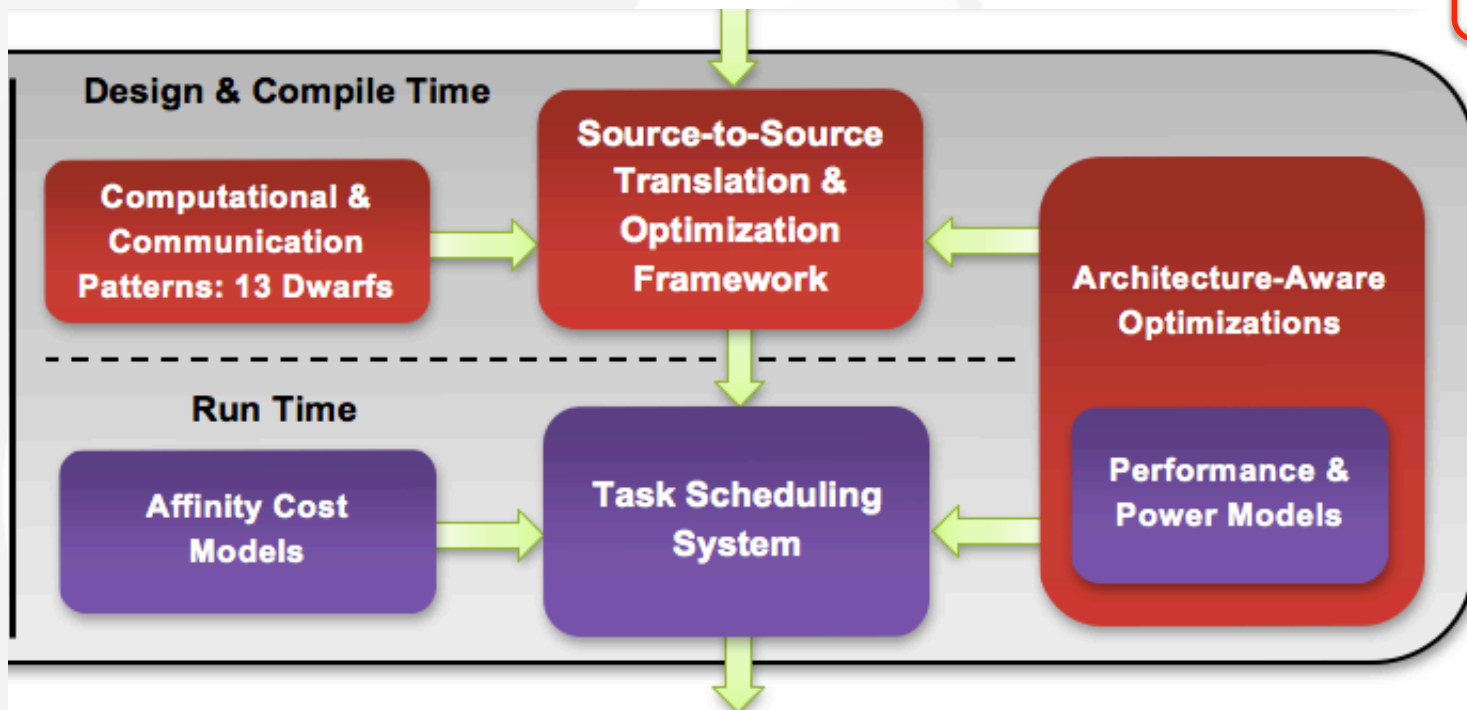 Design & Compile Time
Source-to-Source
Translation &
Optimization
Framework
Computational &
Communication
Patterns: 13 Dwarfs
Architecture-Aware
Optimizations
Run Time
Affinity Cost
Models
Task Scheduling
System
Performance &
Power Models